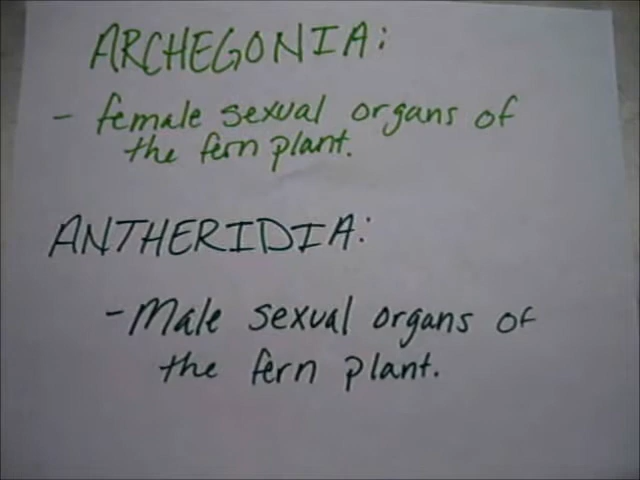 ARCHEGONIA:
- female sexual organs of
the fern plant.
ANTHERIDIA:
- Male sexual organs of
the fern plant.